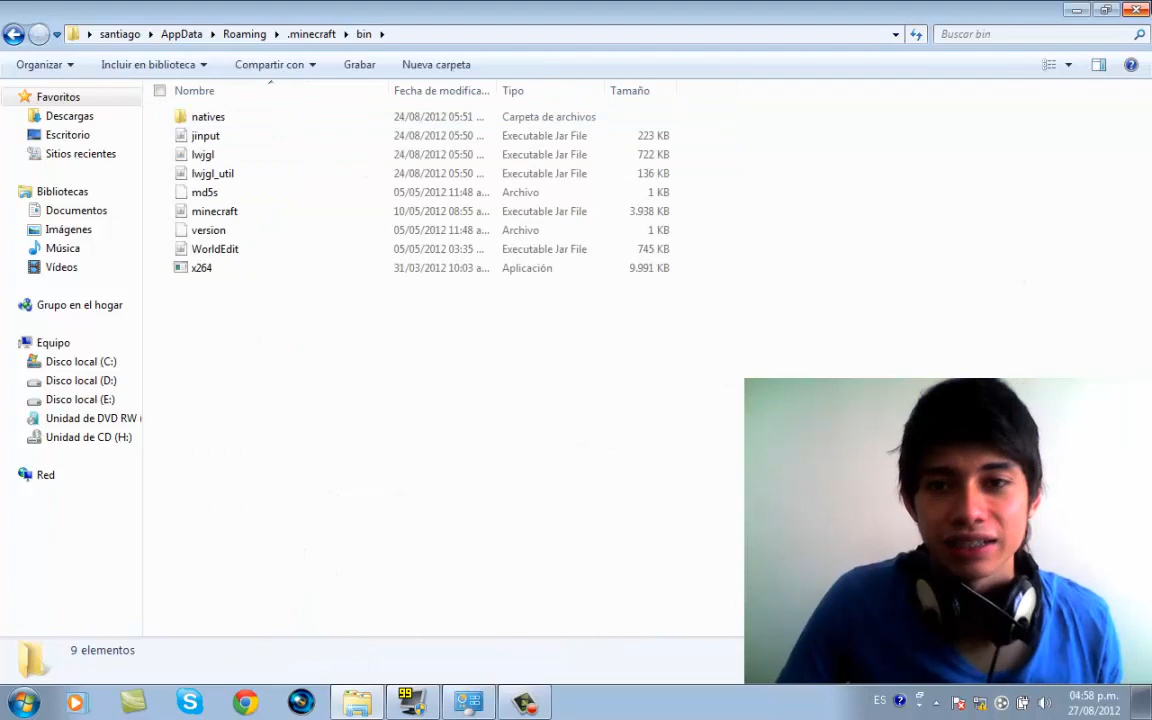 santiago ▸ AppData ▸ Roaming ▸ .minecraft ▸ bin ▸
Buscar bin
Organizar Incluir en biblioteca Compartir con Grabar Nueva carpeta
Nombre Fecha de modifica... Tipo Tamaño
natives 24/08/2012 05:51 ... Carpeta de archivos
jinput 24/08/2012 05:50 ... Executable Jar File 223 KB
lwjgl 24/08/2012 05:50 ... Executable Jar File 722 KB
lwjgl_util 24/08/2012 05:50 ... Executable Jar File 136 KB
md5s 05/05/2012 11:48 a... Archivo 1 KB
minecraft 10/05/2012 08:55 a... Executable Jar File 3.938 KB
version 05/05/2012 11:48 a... Archivo 1 KB
WorldEdit 05/05/2012 03:35 ... Executable Jar File 745 KB
x264 31/03/2012 10:03 a... Aplicación 9.991 KB
Favoritos
Descargas
Escritorio
Sitios recientes
Bibliotecas
Documentos
Imágenes
Música
Vídeos
Grupo en el hogar
Equipo
Disco local (C:)
Disco local (D:)
Disco local (E:)
Unidad de DVD RW (
Unidad de CD (H:)
Red
9 elementos
99
ES
04:58 p.m.
27/08/2012